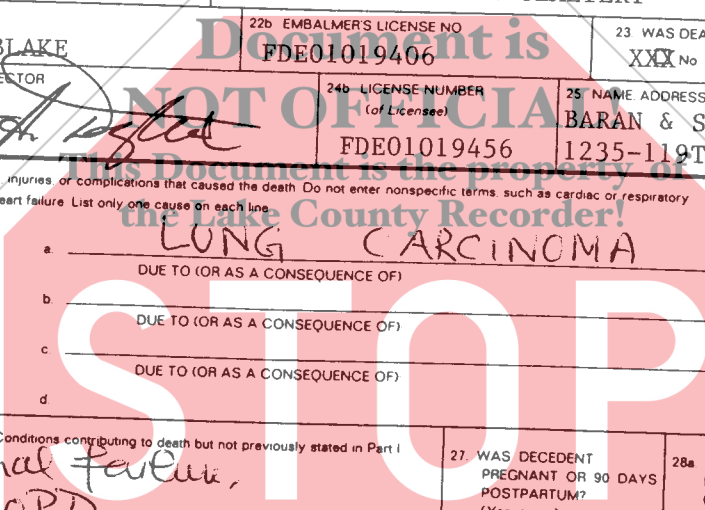 22b EMBALMER'S LICENSE NO
23 WAS DEA
BLAKE
FDE01019406
XXX No
Document is
ECTOR
24b LICENSE NUMBER
(of Licensee)
25 NAME. ADDRESS
NOT OFFICIAL
BARAN & S
FDE01019456
1235-119T
This Document is the property of
injuries, or complications that caused the death Do not enter nonspecific terms, such as cardiac or respiratory
eart failure List only one cause on each line
the Lake County Recorder!
a. LUNG CARCINOMA
DUE TO (OR AS A CONSEQUENCE OF)
b.
DUE TO (OR AS A CONSEQUENCE OF)
c.
DUE TO (OR AS A CONSEQUENCE OF)
d
STOP
Conditions contributing to death but not previously stated in Part I
27. WAS DECEDENT
PREGNANT OR 90 DAYS
POSTPARTUM?
28a
nal Failure,
OPD